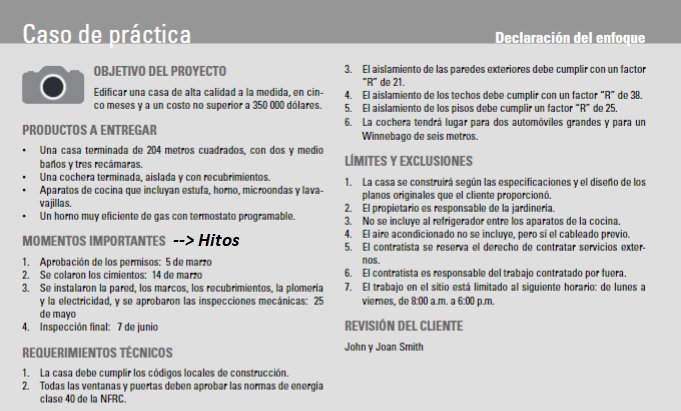 Caso de práctica
Declaración del enfoque
OBJETIVO DEL PROYECTO
Edificar una casa de alta calidad a la medida, en cin-
co meses y a un costo no superior a 350 000 dólares.
PRODUCTOS A ENTREGAR
• Una casa terminada de 204 metros cuadrados, con dos y medio
baños y tres recámaras.
• Una cochera terminada, aislada y con recubrimientos.
• Aparatos de cocina que incluyan estufa, horno, microondas y lava-
vajillas.
• Un horno muy eficiente de gas con termostato programable.
MOMENTOS IMPORTANTES --> Hitos
1. Aprobación de los permisos: 5 de marzo
2. Se colaron los cimientos: 14 de marzo
3. Se instalaron la pared, los marcos, los recubrimientos, la plomería
y la electricidad, y se aprobaron las inspecciones mecánicas: 25
de mayo
4. Inspección final: 7 de junio
REQUERIMIENTOS TÉCNICOS
1. La casa debe cumplir los códigos locales de construcción.
2. Todas las ventanas y puertas deben aprobar las normas de energía
clase 40 de la NFRC.
3. El aislamiento de las paredes exteriores debe cumplir con un factor
"R" de 21.
4. El aislamiento de los techos debe cumplir con un factor "R" de 38.
5. El aislamiento de los pisos debe cumplir un factor "R" de 25.
6. La cochera tendrá lugar para dos automóviles grandes y para un
Winnebago de seis metros.
LÍMITES Y EXCLUSIONES
1. La casa se construirá según las especificaciones y el diseño de los
planos originales que el cliente proporcionó.
2. El propietario es responsable de la jardinería.
3. No se incluye al refrigerador entre los aparatos de la cocina.
4. El aire acondicionado no se incluye, pero sí el cableado previo.
5. El contratista se reserva el derecho de contratar servicios exter-
nos.
6. El contratista es responsable del trabajo contratado por fuera.
7. El trabajo en el sitio está limitado al siguiente horario: de lunes a
viernes, de 8:00 a.m. a 6:00 p.m.
REVISIÓN DEL CLIENTE
John y Joan Smith